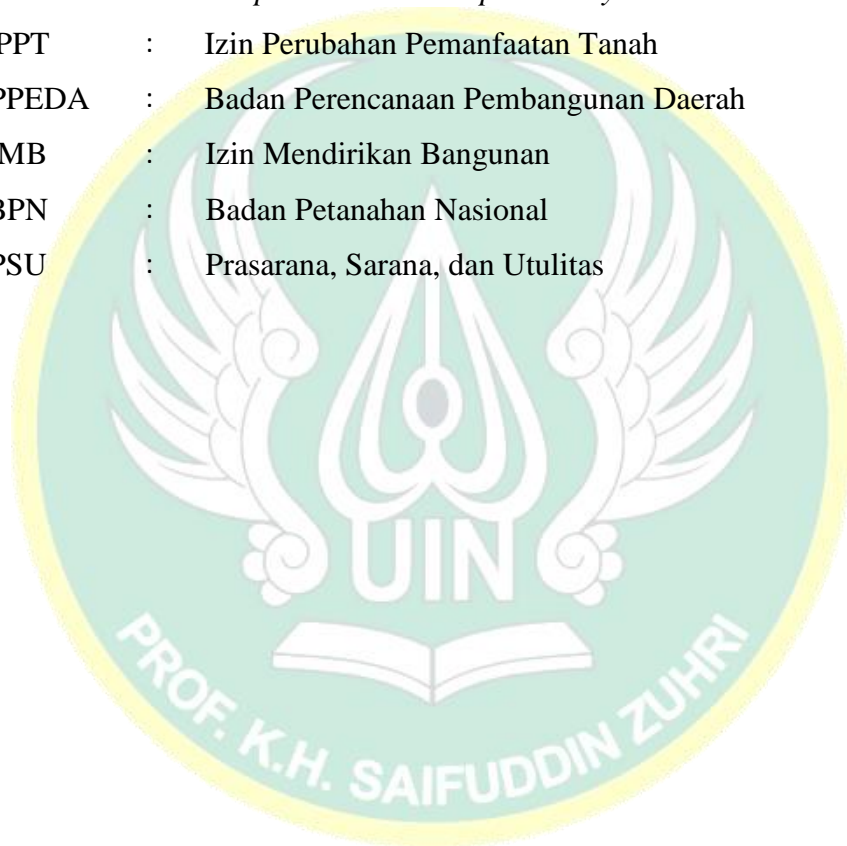 PPT : Izin Perubahan Pemanfaatan Tanah
PPEDA : Badan Perencanaan Pembangunan Daerah
MB : Izin Mendirikan Bangunan
BPN : Badan Petanahan Nasional
PSU : Prasarana, Sarana, dan Utulitas
UIN
PROF. K.H. SAIFUDDIN ZUHRI